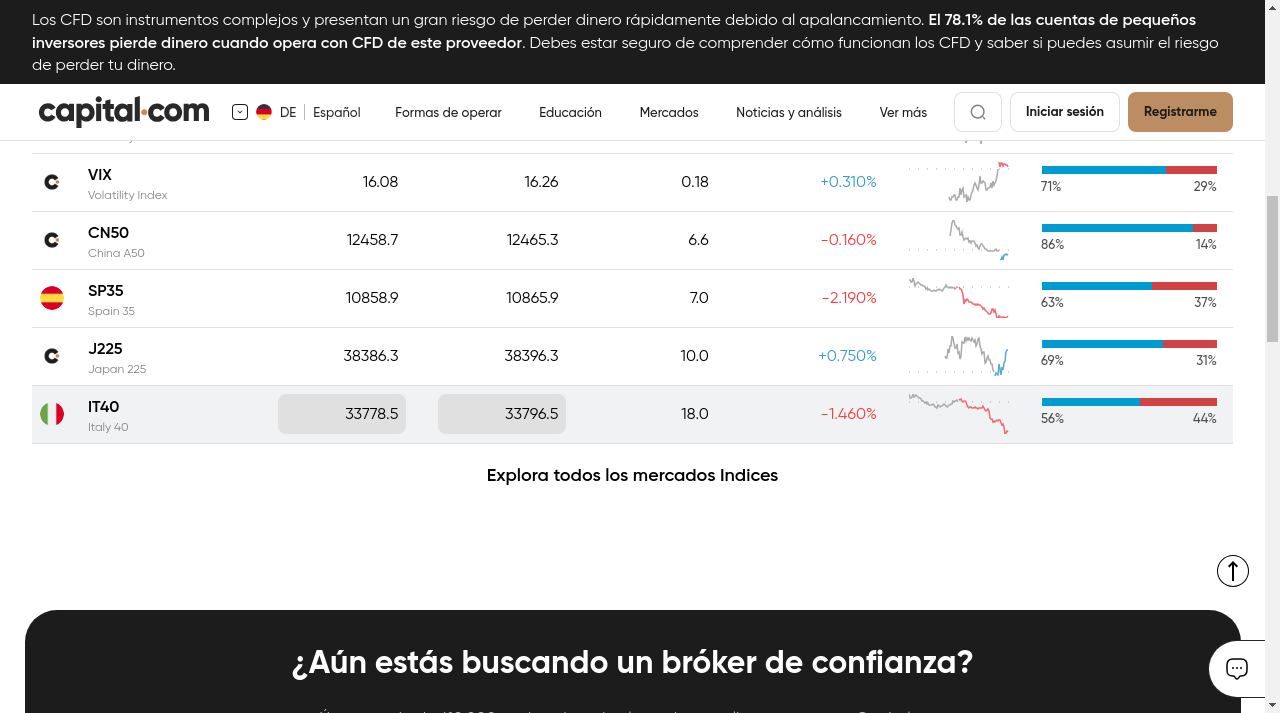 Los CFD son instrumentos complejos y presentan un gran riesgo de perder dinero rápidamente debido al apalancamiento. El 78.1% de las cuentas de pequeños
inversores pierde dinero cuando opera con CFD de este proveedor. Debes estar seguro de comprender cómo funcionan los CFD y saber si puedes asumir el riesgo
de perder tu dinero.
capital.com DE Español Formas de operar Educación Mercados Noticias y análisis Ver más Iniciar sesión Registrarme
VIX 16.08 16.26 0.18 +0.310%
Volatility Index 71% 29%
CN50 12458.7 12465.3 6.6 -0.160%
China A50 86% 14%
SP35 10858.9 10865.9 7.0 -2.190%
Spain 35 63% 37%
J225 38386.3 38396.3 10.0 +0.750%
Japan 225 69% 31%
IT40 33778.5 33796.5 18.0 -1.460%
Italy 40 56% 44%
Explora todos los mercados Indices
¿Aún estás buscando un bróker de confianza?